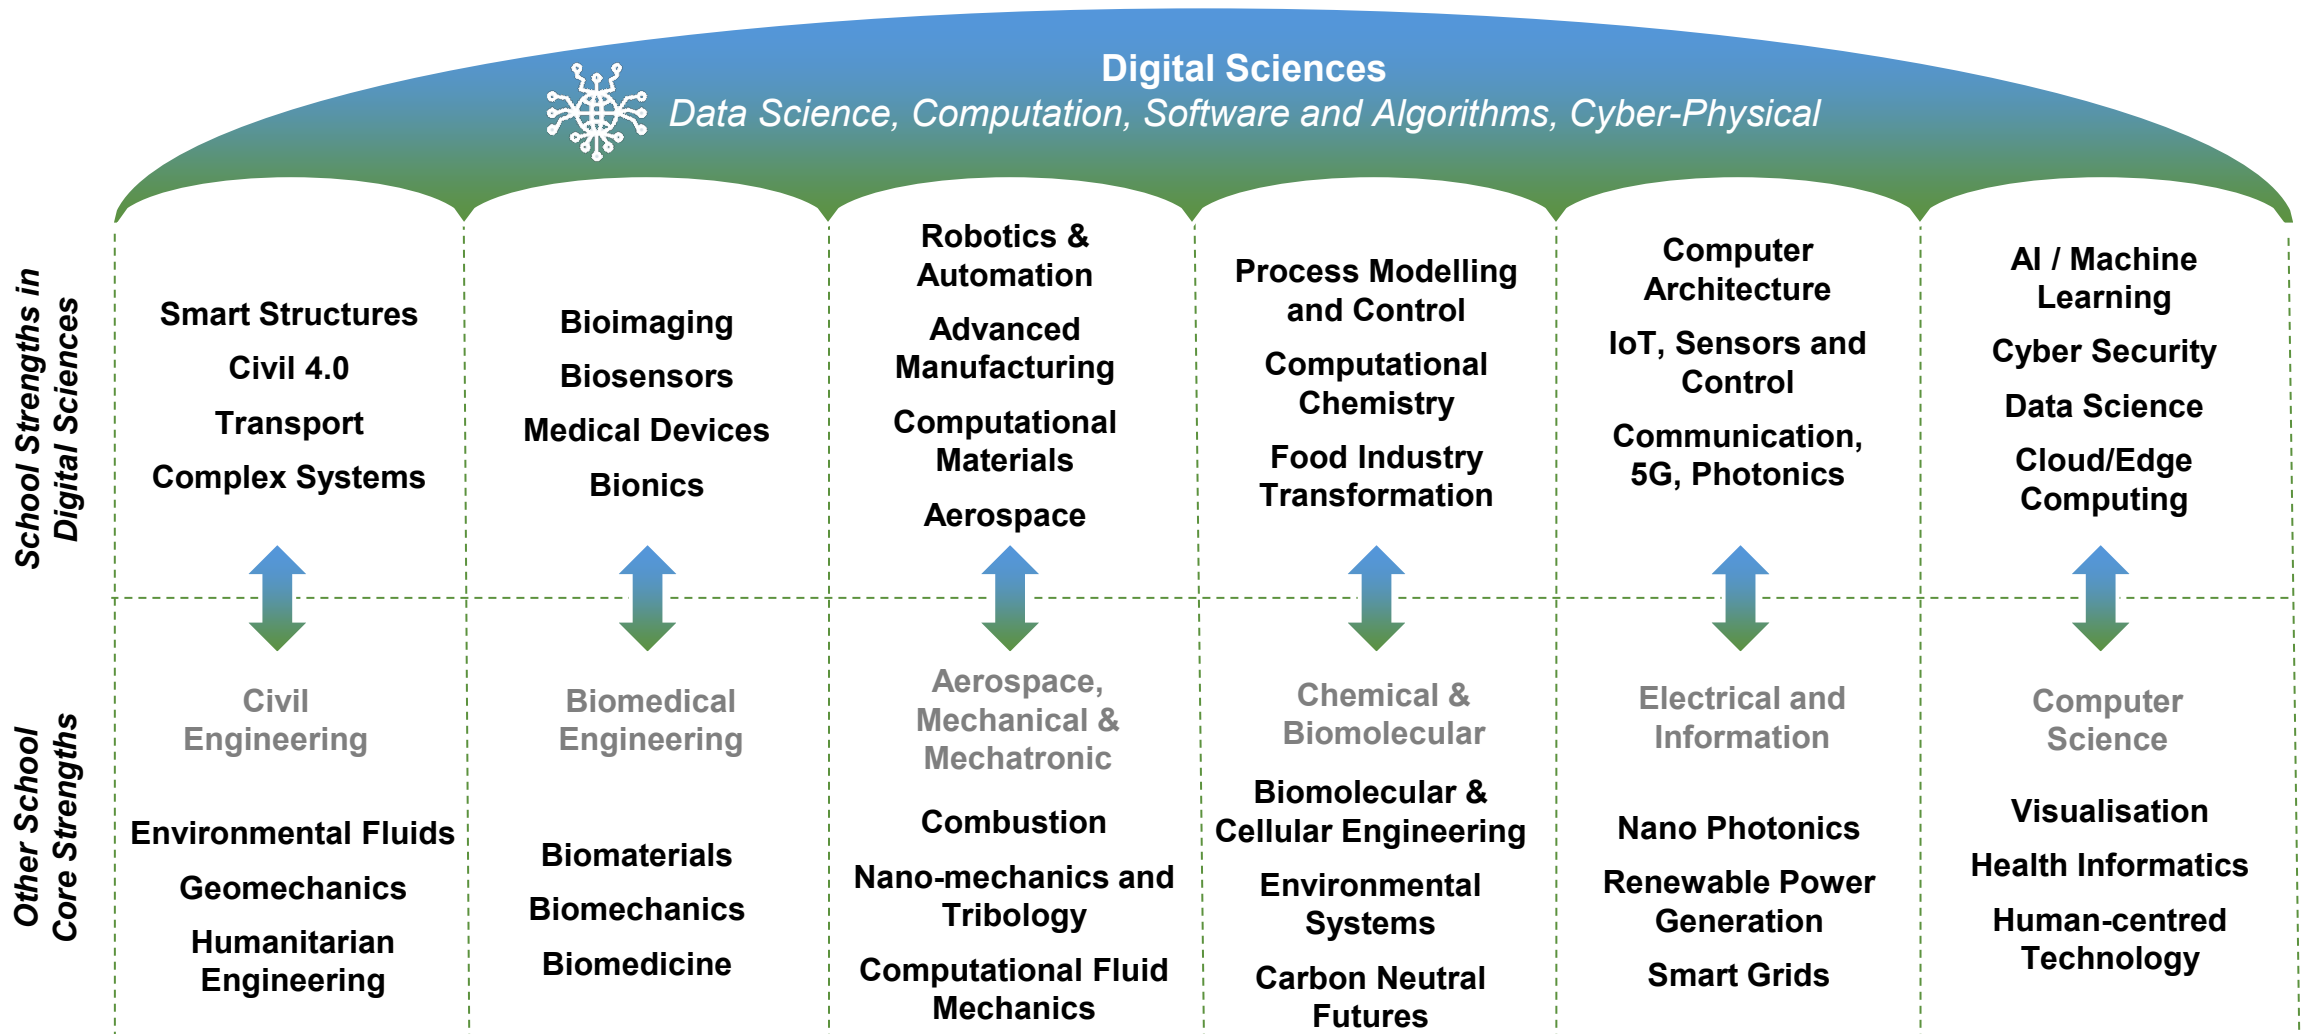 Digital Sciences
Data Science, Computation, Software and Algorithms, Cyber-Physical
School Strengths in
Digital Sciences
Smart Structures
Civil 4.0
Transport
Complex Systems
Bioimaging
Biosensors
Medical Devices
Bionics
Robotics &
Automation
Advanced
Manufacturing
Computational
Materials
Aerospace
Process Modelling
and Control
Computational
Chemistry
Food Industry
Transformation
Computer
Architecture
IoT, Sensors and
Control
Communication,
5G, Photonics
AI / Machine
Learning
Cyber Security
Data Science
Cloud/Edge
Computing
Other School
Core Strengths
Civil
Engineering
Environmental Fluids
Geomechanics
Humanitarian
Engineering
Biomedical
Engineering
Biomaterials
Biomechanics
Biomedicine
Aerospace,
Mechanical &
Mechatronic
Combustion
Nano-mechanics and
Tribology
Computational Fluid
Mechanics
Chemical &
Biomolecular
Biomolecular &
Cellular Engineering
Environmental
Systems
Carbon Neutral
Futures
Electrical and
Information
Nano Photonics
Renewable Power
Generation
Smart Grids
Computer
Science
Visualisation
Health Informatics
Human-centred
Technology